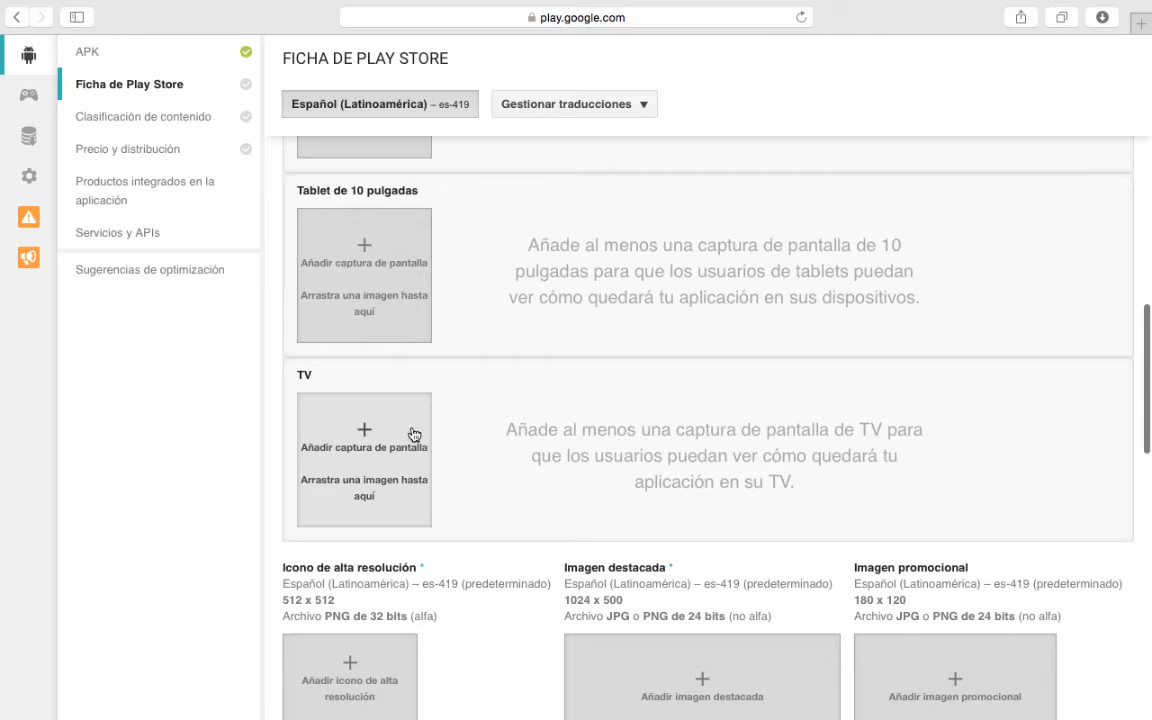 play.google.com
APK
Ficha de Play Store
Clasificación de contenido
Precio y distribución
Productos integrados en la
aplicación
Servicios y APIs
Sugerencias de optimización
FICHA DE PLAY STORE
Español (Latinoamérica) – es-419
Gestionar traducciones ▼
Tablet de 10 pulgadas
Añadir captura de pantalla
Arrastra una imagen hasta
aquí
Añade al menos una captura de pantalla de 10
pulgadas para que los usuarios de tablets puedan
ver cómo quedará tu aplicación en sus dispositivos.
TV
Añadir captura de pantalla
Arrastra una imagen hasta
aquí
Añade al menos una captura de pantalla de TV para
que los usuarios puedan ver cómo quedará tu
aplicación en su TV.
Icono de alta resolución *
Español (Latinoamérica) – es-419 (predeterminado)
512 x 512
Archivo PNG de 32 bits (alfa)
Añadir icono de alta
resolución
Imagen destacada *
Español (Latinoamérica) – es-419 (predeterminado)
1024 x 500
Archivo JPG o PNG de 24 bits (no alfa)
Añadir imagen destacada
Imagen promocional
Español (Latinoamérica) – es-419 (predeterminado)
180 x 120
Archivo JPG o PNG de 24 bits (no alfa)
Añadir imagen promocional